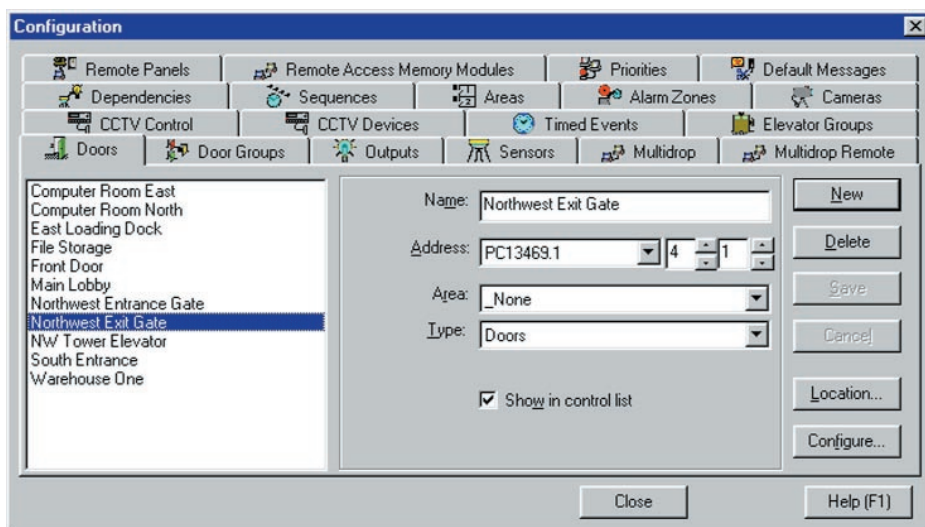 Configuration
Remote Panels
Remote Access Memory Modules
Priorities
Default Messages
Dependencies
Sequences
Areas
Alarm Zones
Cameras
CCTV Control
CCTV Devices
Timed Events
Elevator Groups
Doors
Door Groups
Outputs
Sensors
Multidrop
Multidrop Remote
Computer Room East
Computer Room North
East Loading Dock
File Storage
Front Door
Main Lobby
Northwest Entrance Gate
Northwest Exit Gate
NW Tower Elevator
South Entrance
Warehouse One
Name: Northwest Exit Gate
Address: PC13469.1 4 1
Area: _None
Type: Doors
Show in control list
New
Delete
Save
Cancel
Location...
Configure...
Close
Help (F1)